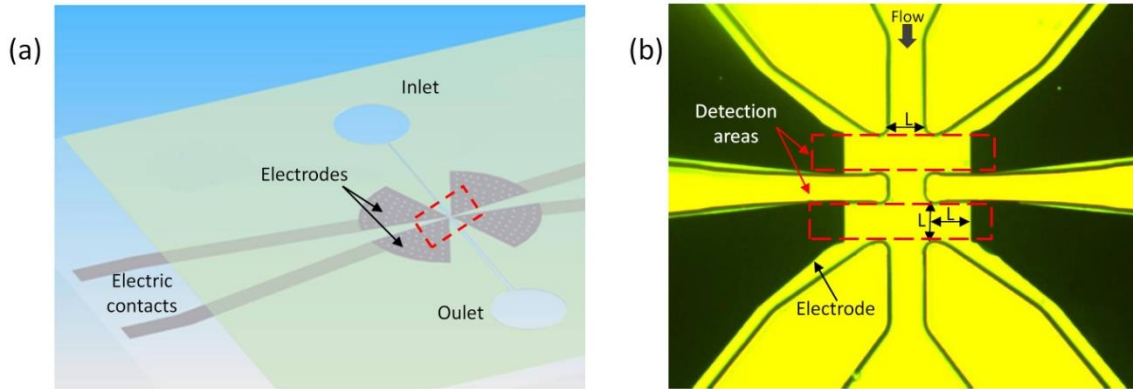 (a)
Inlet
Electrodes
Electric
contacts
Oulet
(b)
Flow
L
Detection
areas
L
L
Electrode